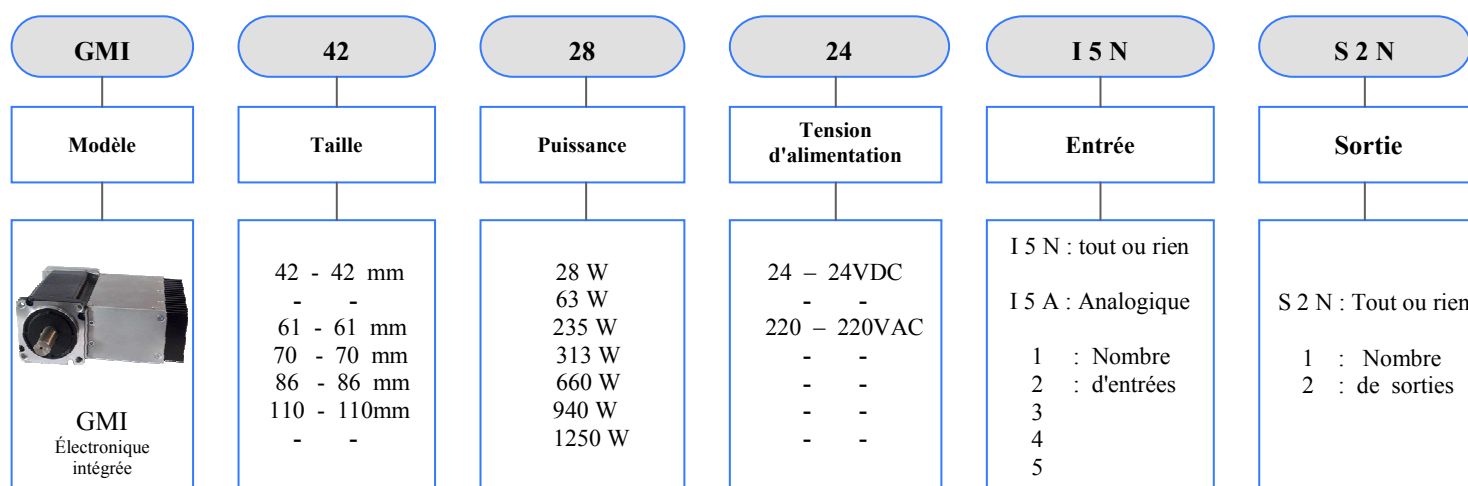 GMI
42
28
24
I 5 N
S 2 N
Modèle
Taille
Puissance
Tension
d'alimentation
Entrée
Sortie
GMI
Électronique
intégrée
42 - 42 mm
- -
61 - 61 mm
70 - 70 mm
86 - 86 mm
110 - 110mm
- -
28 W
63 W
235 W
313 W
660 W
940 W
1250 W
24 – 24VDC
- -
220 – 220VAC
- -
- -
- -
- -
I 5 N : tout ou rien
I 5 A : Analogique
1 : Nombre
2 : d'entrées
3
4
5
S 2 N : Tout ou rien
1 : Nombre
2 : de sorties